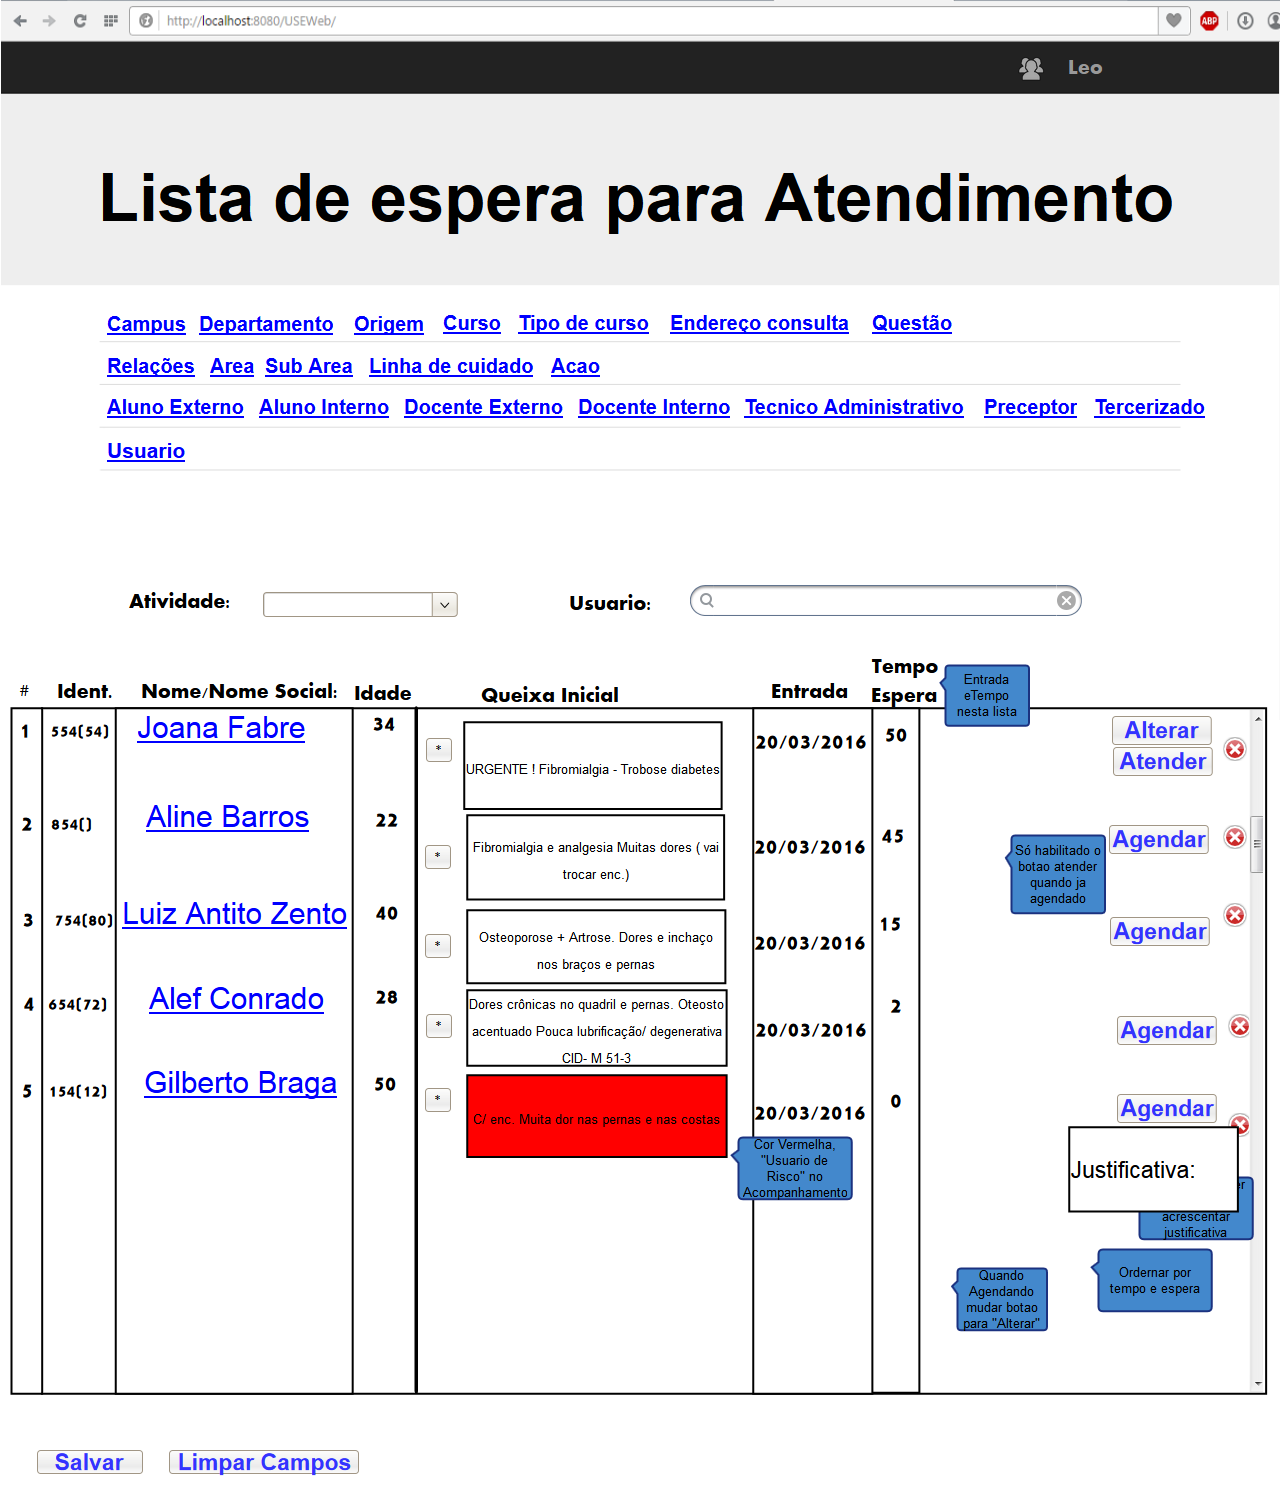 http://localhost:8080/USEWeb/
ABP
Leo
Lista de espera para Atendimento
Campus Departamento Origem Curso Tipo de curso Endereço consulta Questão
Relações Area Sub Area Linha de cuidado Acao
Aluno Externo Aluno Interno Docente Externo Docente Interno Tecnico Administrativo Preceptor Tercerizado
Usuario
Atividade: Usuario:
# Ident. Nome/Nome Social: Idade Queixa Inicial Entrada Tempo Espera
Entrada
eTempo
nesta lista
1 554(54) Joana Fabre 34 * URGENTE ! Fibromialgia - Trobose diabetes 20/03/2016 50 Alterar
Atender
2 854() Aline Barros 22 * Fibromialgia e analgesia Muitas dores ( vai
trocar enc.) 20/03/2016 45 Agendar
Só habilitado o
botao atender
quando ja
agendado
3 754(80) Luiz Antito Zento 40 * Osteoporose + Artrose. Dores e inchaço
nos braços e pernas 20/03/2016 15 Agendar
4 654(72) Alef Conrado 28 * Dores crônicas no quadril e pernas. Oteosto
acentuado Pouca lubrificação/ degenerativa
CID- M 51-3 20/03/2016 2 Agendar
5 154(12) Gilberto Braga 50 * C/ enc. Muita dor nas pernas e nas costas 20/03/2016 0 Agendar
Cor Vermelha,
"Usuario de
Risco" no
Acompanhamento
Justificativa:
acrescentar
justificativa
Ordernar por
tempo e espera
Quando
Agendando
mudar botao
para "Alterar"
Salvar Limpar Campos